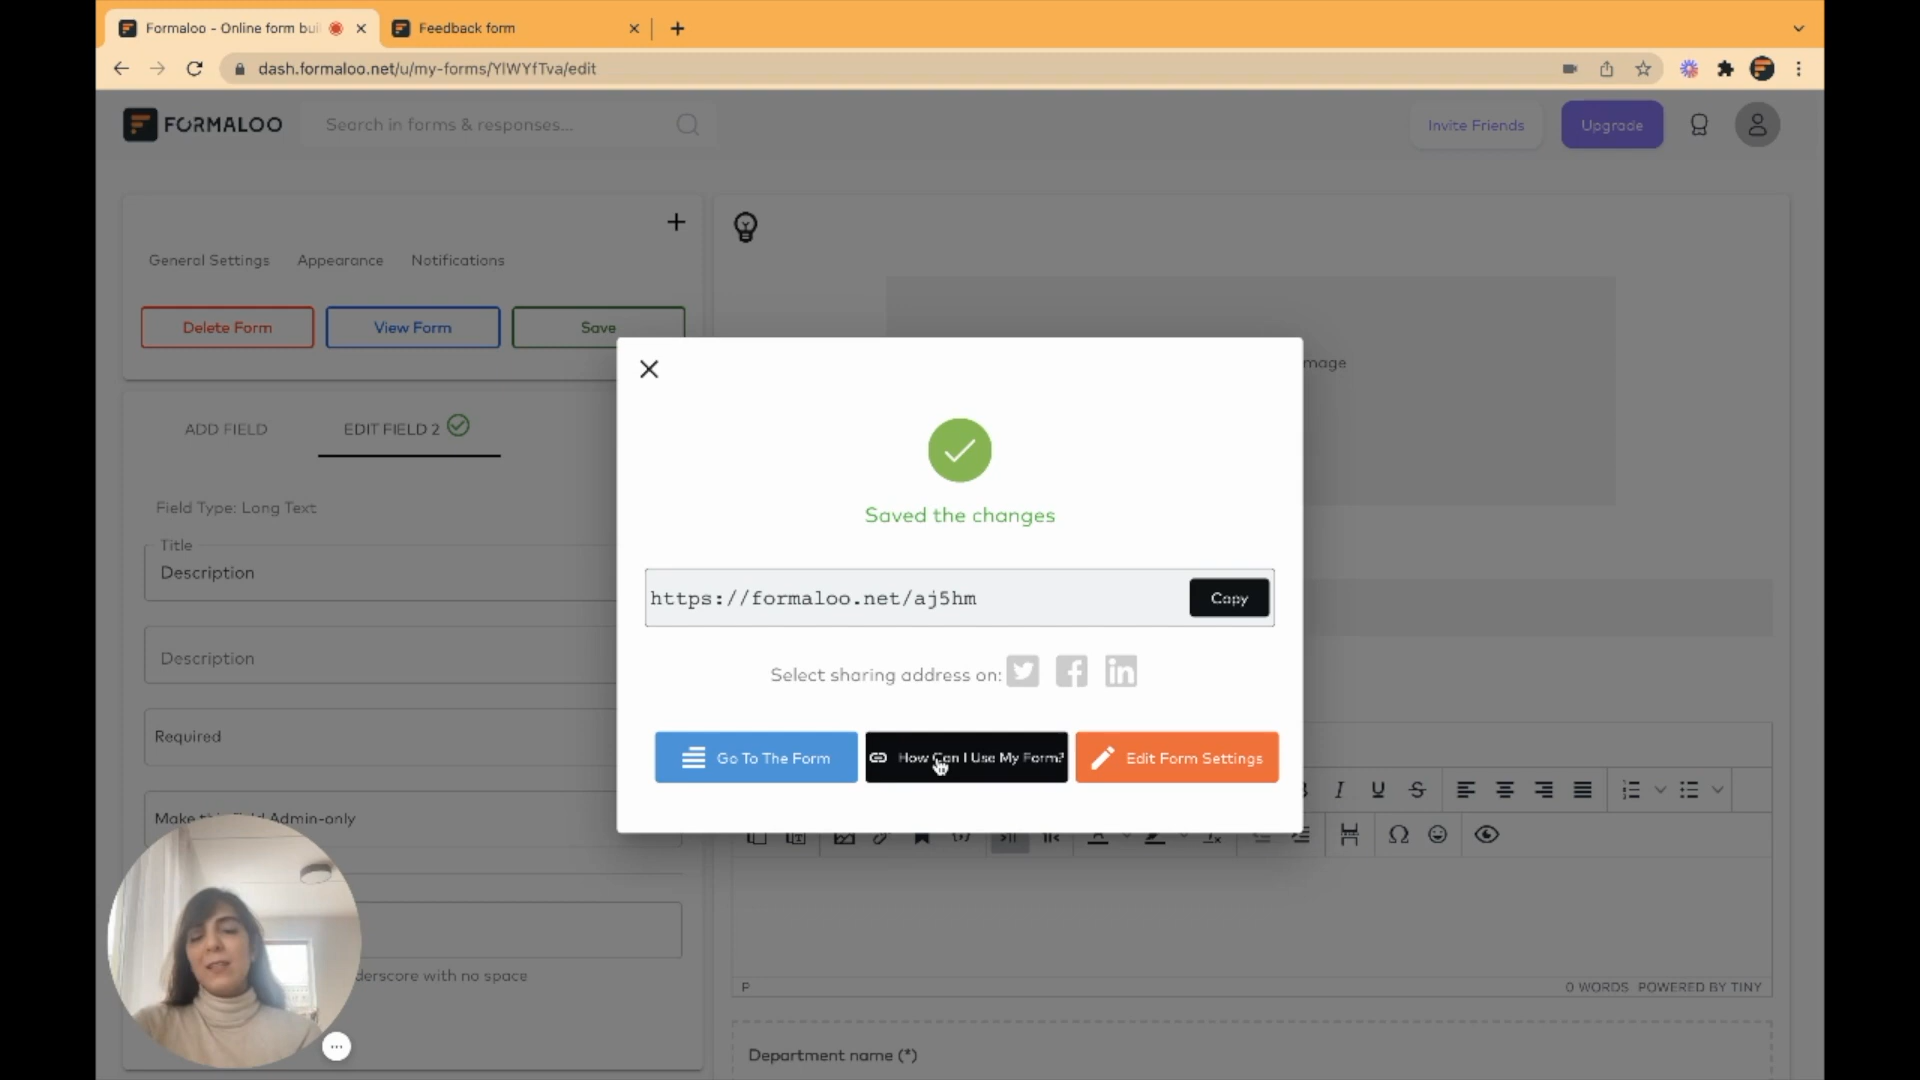 Formaloo - Online form bui
Feedback form
dash.formaloo.net/u/my-forms/YlWYfTva/edit
FORMALOO
Search in forms & responses...
Invite Friends
Upgrade
General Settings
Appearance
Notifications
Delete Form
View Form
Save
mage
ADD FIELD
EDIT FIELD 2
Saved the changes
Field Type: Long Text
Title
Description
https://formaloo.net/aj5hm
Copy
Description
Select sharing address on:
Required
Go To The Form
How Can I Use My Form?
Edit Form Settings
Admin-only
derscore with no space
P
0 WORDS POWERED BY TINY
Department name (*)